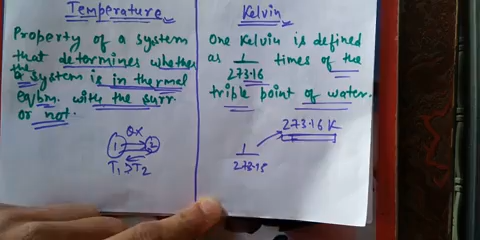 Temperature
Property of a system
that determines whether
the system is in thermal
eqbm. with the surr.
or not.
Qx
1 2
T1 > T2
Kelvin
One Kelvin is defined
as 1/273.16 times of the
triple point of water.
273.16 K
1/273.15